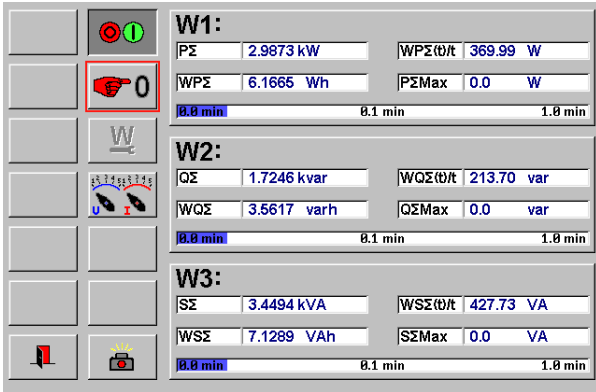 W1:
PΣ 2.9873 kW WPΣ(t)/t 369.99 W
0
WPΣ 6.1665 Wh PΣMax 0.0 W
0.0 min 0.1 min 1.0 min
W
W2:
QΣ 1.7246 kvar WQΣ(t)/t 213.70 var
U I
WQΣ 3.5617 varh QΣMax 0.0 var
0.0 min 0.1 min 1.0 min
W3:
SΣ 3.4494 kVA WSΣ(t)/t 427.73 VA
WSΣ 7.1289 VAh SΣMax 0.0 VA
0.0 min 0.1 min 1.0 min